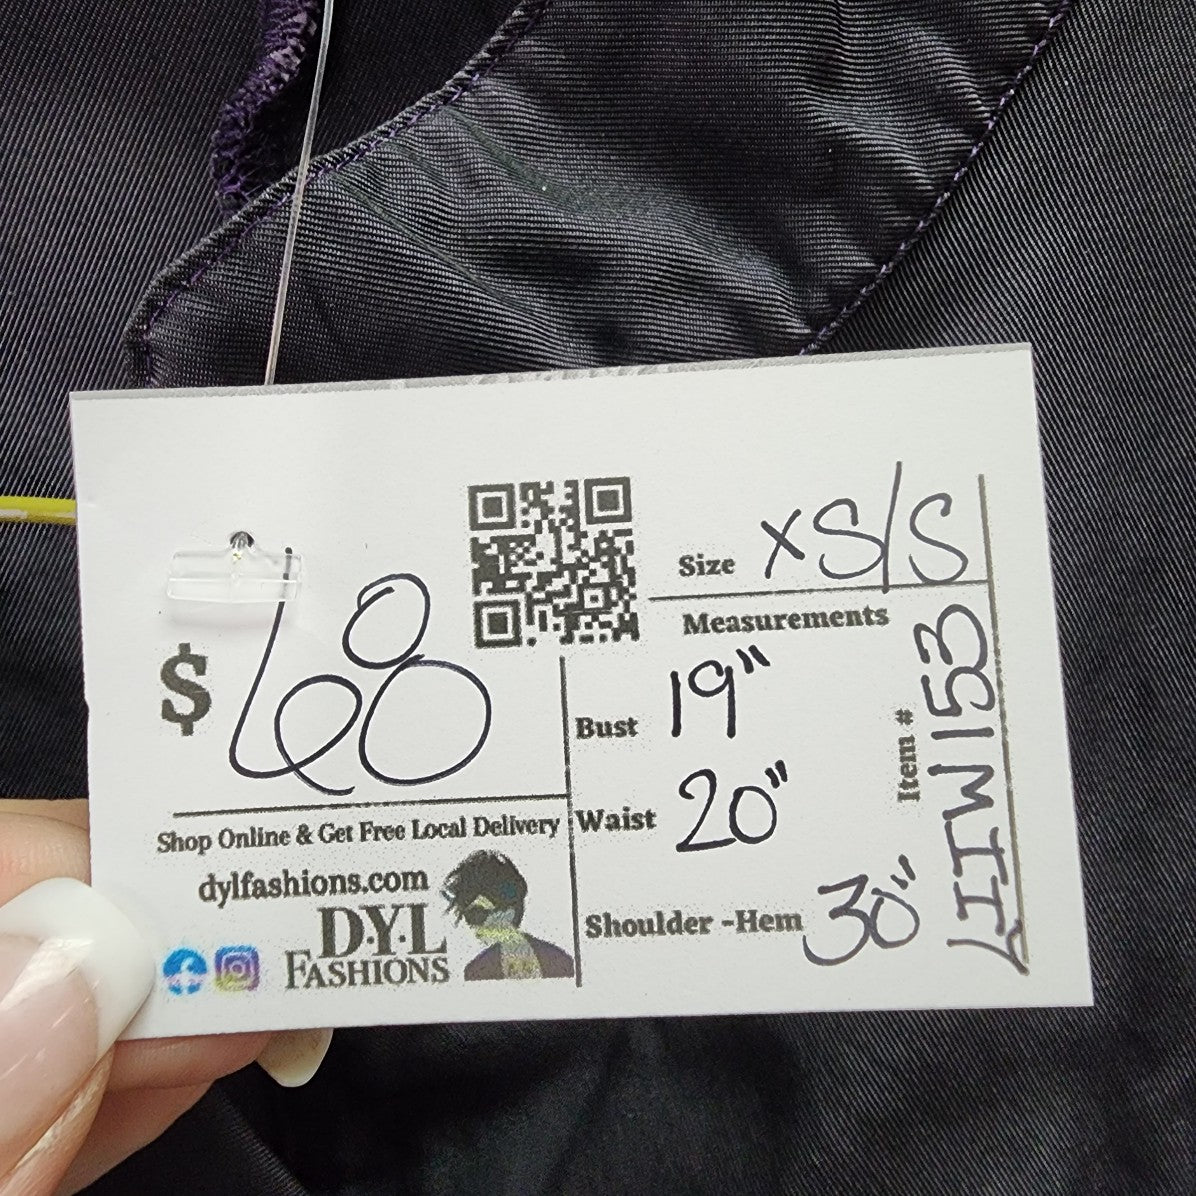 $68
Shop Online & Get Free Local Delivery
dylfashions.com
D·Y·L
FASHIONS
Size XS/S
Measurements
Bust 19"
Waist 20"
Shoulder -Hem 30"
Item #